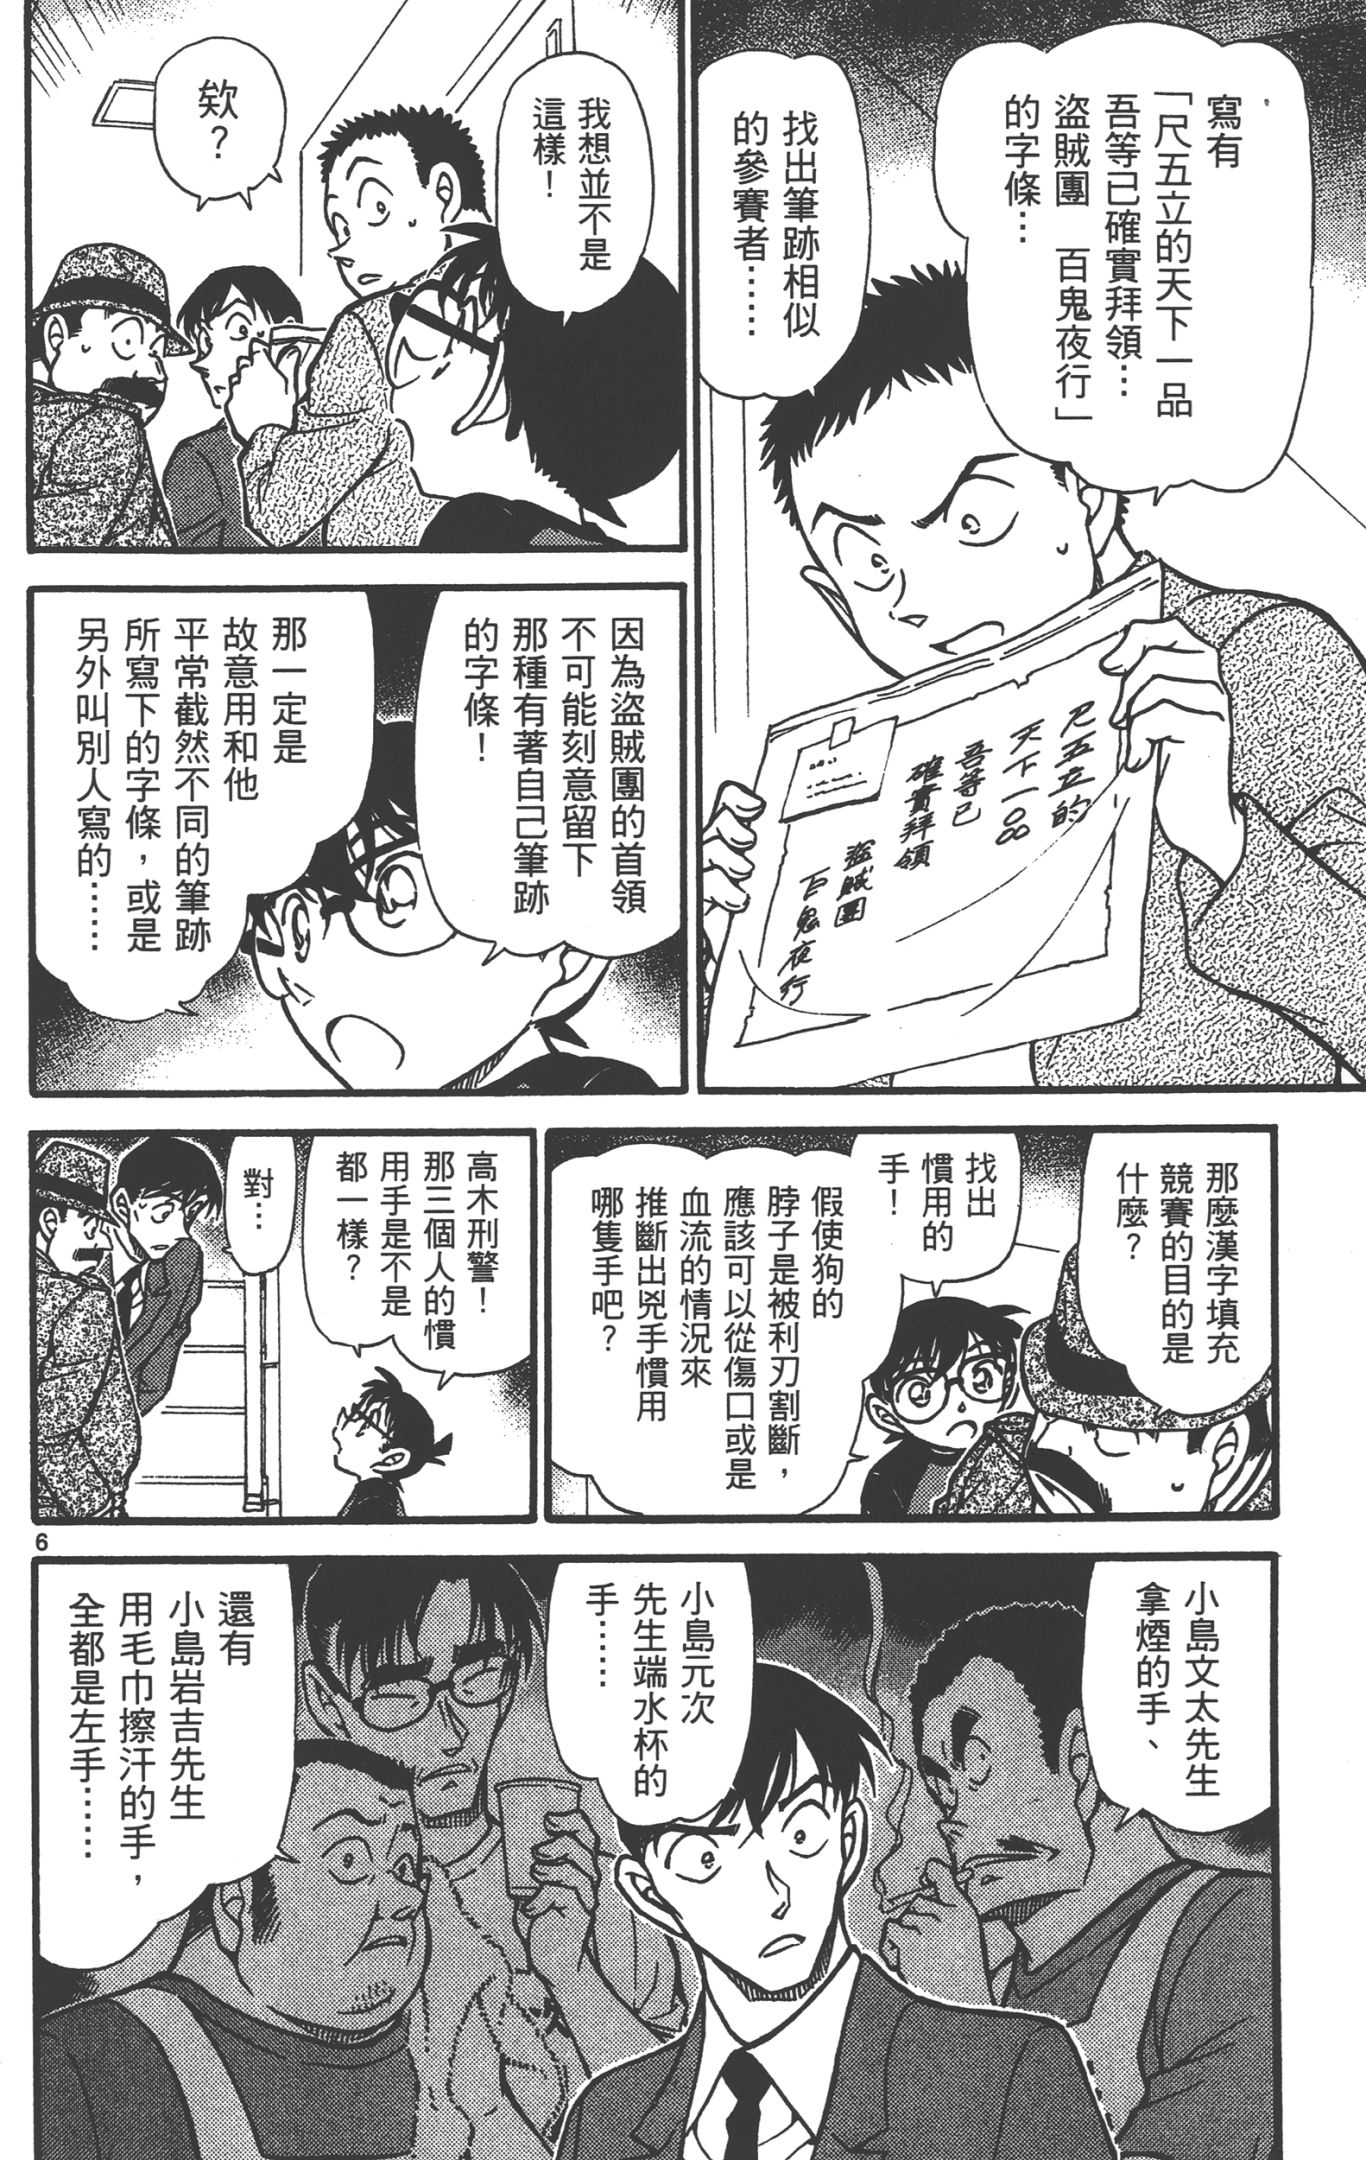 寫有
「尺五立的天下一品
吾等已確實拜領…
盜賊團　百鬼夜行」
的字條…
找出筆跡相似
的參賽者……
尺五立的
天下一品
吾等已
確實拜領
盜賊團
百鬼夜行
我想並不是
這樣！
欸？
因為盜賊團的首領
不可能刻意留下
那種有著自己筆跡
的字條！
那一定是
故意用和他
平常截然不同的筆跡
所寫下的字條，或是
另外叫別人寫的……
那麼漢字填充
競賽的目的是
什麼？
找出
慣用的
手！
假使狗的
脖子是被利刃割斷，
應該可以從傷口或是
血流的情況來
推斷出兇手慣用
哪隻手吧？
高木刑警！
那三個人的慣
用手是不是
都一樣？
對…
6
小島文太先生
拿煙的手、
小島元次
先生端水杯的
手……
還有
小島岩吉先生
用毛巾擦汗的手，
全都是左手……